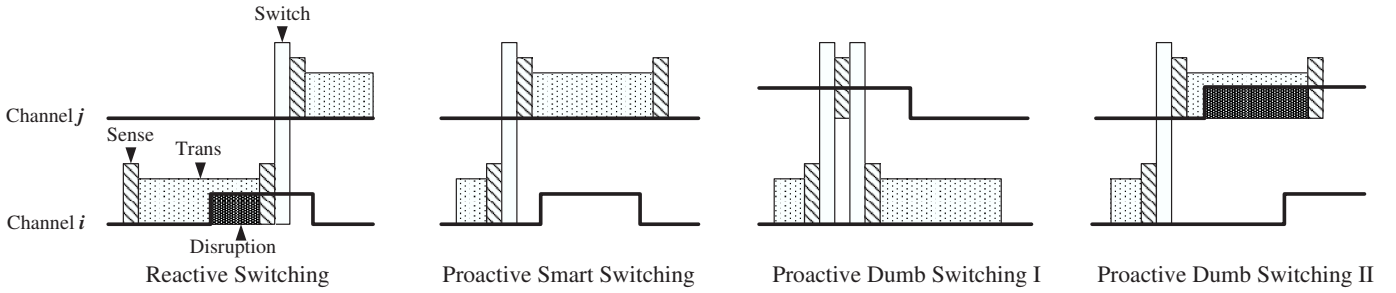 Switch
Channel j
Sense
Trans
Channel i
Disruption
Reactive Switching
Proactive Smart Switching
Proactive Dumb Switching I
Proactive Dumb Switching II